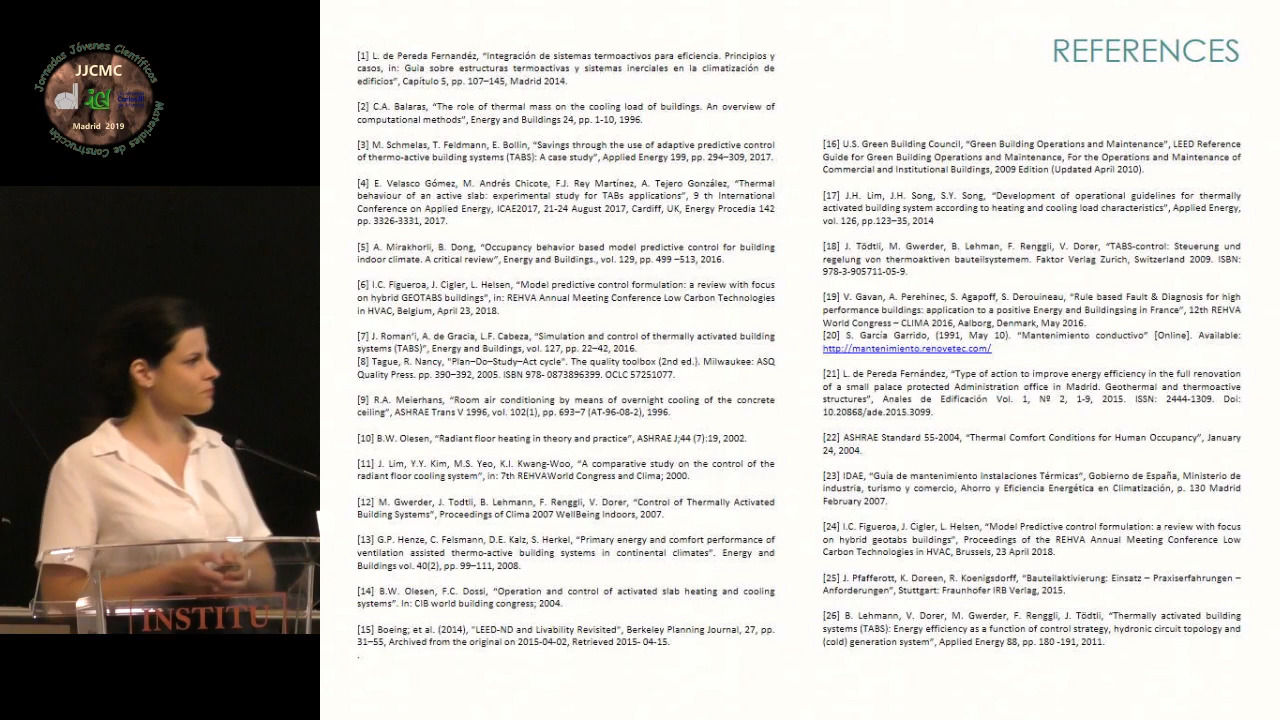 Jornadas Jóvenes Científicos
JJCMC
Madrid 2019
Materiales de Construcción
INSTITU
REFERENCES
[1] L. de Pereda Fernandéz, "Integración de sistemas termoactivos para eficiencia. Principios y
casos, in: Guía sobre estructuras termoactivas y sistemas inerciales en la climatización de
edificios", Capítulo 5, pp. 107–145, Madrid 2014.
[2] C.A. Balaras, "The role of thermal mass on the cooling load of buildings. An overview of
computational methods", Energy and Buildings 24, pp. 1-10, 1996.
[3] M. Schmelas, T. Feldmann, E. Bollin, "Savings through the use of adaptive predictive control
of thermo-active building systems (TABS): A case study", Applied Energy 199, pp. 294–309, 2017.
[4] E. Velasco Gómez, M. Andrés Chicote, F.J. Rey Martínez, A. Tejero González, "Thermal
behaviour of an active slab: experimental study for TABs applications", 9 th International
Conference on Applied Energy, ICAE2017, 21-24 August 2017, Cardiff, UK, Energy Procedia 142
pp. 3326-3331, 2017.
[5] A. Mirakhorli, B. Dong, "Occupancy behavior based model predictive control for building
indoor climate. A critical review", Energy and Buildings., vol. 129, pp. 499 –513, 2016.
[6] I.C. Figueroa, J. Cigler, L. Helsen, "Model predictive control formulation: a review with focus
on hybrid GEOTABS buildings", in: REHVA Annual Meeting Conference Low Carbon Technologies
in HVAC, Belgium, April 23, 2018.
[7] J. Roman'i, A. de Gracia, L.F. Cabeza, "Simulation and control of thermally activated building
systems (TABS)", Energy and Buildings, vol. 127, pp. 22–42, 2016.
[8] Tague, R. Nancy, "Plan–Do–Study–Act cycle". The quality toolbox (2nd ed.). Milwaukee: ASQ
Quality Press. pp. 390–392, 2005. ISBN 978- 0873896399. OCLC 57251077.
[9] R.A. Meierhans, "Room air conditioning by means of overnight cooling of the concrete
ceiling", ASHRAE Trans V 1996, vol. 102(1), pp. 693–7 (AT-96-08-2), 1996.
[10] B.W. Olesen, "Radiant floor heating in theory and practice", ASHRAE J;44 (7):19, 2002.
[11] J. Lim, Y.Y. Kim, M.S. Yeo, K.I. Kwang-Woo, "A comparative study on the control of the
radiant floor cooling system", in: 7th REHVAWorld Congress and Clima; 2000.
[12] M. Gwerder, J. Todtli, B. Lehmann, F. Renggli, V. Dorer, "Control of Thermally Activated
Building Systems", Proceedings of Clima 2007 WellBeing Indoors, 2007.
[13] G.P. Henze, C. Felsmann, D.E. Kalz, S. Herkel, "Primary energy and comfort performance of
ventilation assisted thermo-active building systems in continental climates". Energy and
Buildings vol. 40(2), pp. 99–111, 2008.
[14] B.W. Olesen, F.C. Dossi, "Operation and control of activated slab heating and cooling
systems". In: CIB world building congress; 2004.
[15] Boeing; et al. (2014), "LEED-ND and Livability Revisited", Berkeley Planning Journal, 27, pp.
31–55, Archived from the original on 2015-04-02, Retrieved 2015- 04-15.
.
[16] U.S. Green Building Council, "Green Building Operations and Maintenance", LEED Reference
Guide for Green Building Operations and Maintenance, For the Operations and Maintenance of
Commercial and Institutional Buildings, 2009 Edition (Updated April 2010).
[17] J.H. Lim, J.H. Song, S.Y. Song, "Development of operational guidelines for thermally
activated building system according to heating and cooling load characteristics", Applied Energy,
vol. 126, pp.123–35, 2014
[18] J. Tödtli, M. Gwerder, B. Lehman, F. Renggli, V. Dorer, "TABS-control: Steuerung und
regelung von thermoaktiven bauteilsystemem. Faktor Verlag Zurich, Switzerland 2009. ISBN:
978-3-905711-05-9.
[19] V. Gavan, A. Perehinec, S. Agapoff, S. Derouineau, "Rule based Fault & Diagnosis for high
performance buildings: application to a positive Energy and Buildingsing in France", 12th REHVA
World Congress – CLIMA 2016, Aalborg, Denmark, May 2016.
[20] S. García Garrido, (1991, May 10). "Mantenimiento conductivo" [Online]. Available:
http://mantenimiento.renovetec.com/
[21] L. de Pereda Fernández, "Type of action to improve energy efficiency in the full renovation
of a small palace protected Administration office in Madrid. Geothermal and thermoactive
structures", Anales de Edificación Vol. 1, Nº 2, 1-9, 2015. ISSN: 2444-1309. Doi:
10.20868/ade.2015.3099.
[22] ASHRAE Standard 55-2004, "Thermal Comfort Conditions for Human Occupancy", January
24, 2004.
[23] IDAE, "Guía de mantenimiento Instalaciones Térmicas", Gobierno de España, Ministerio de
industria, turismo y comercio, Ahorro y Eficiencia Energética en Climatización, p. 130 Madrid
February 2007.
[24] I.C. Figueroa, J. Cigler, L. Helsen, "Model Predictive control formulation: a review with focus
on hybrid geotabs buildings", Proceedings of the REHVA Annual Meeting Conference Low
Carbon Technologies in HVAC, Brussels, 23 April 2018.
[25] J. Pfafferott, K. Doreen, R. Koenigsdorff, "Bauteilaktivierung: Einsatz – Praxiserfahrungen –
Anforderungen", Stuttgart: Fraunhofer IRB Verlag, 2015.
[26] B. Lehmann, V. Dorer, M. Gwerder, F. Renggli, J. Tödtli, "Thermally activated building
systems (TABS): Energy efficiency as a function of control strategy, hydronic circuit topology and
(cold) generation system", Applied Energy 88, pp. 180 -191, 2011.